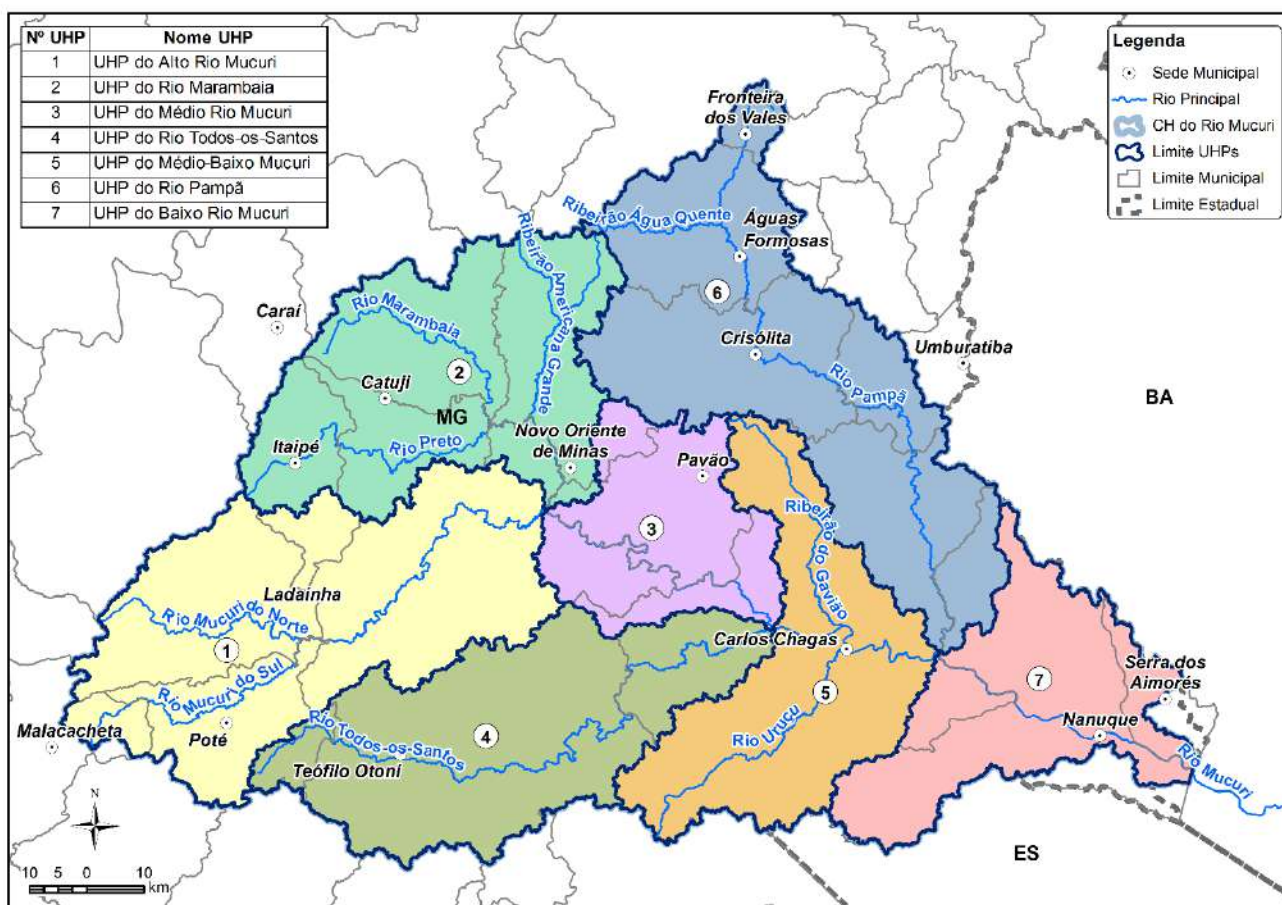 Nº UHP Nome UHP
1 UHP do Alto Rio Mucuri
2 UHP do Rio Marambaia
3 UHP do Médio Rio Mucuri
4 UHP do Rio Todos-os-Santos
5 UHP do Médio-Baixo Mucuri
6 UHP do Rio Pampã
7 UHP do Baixo Rio Mucuri
Legenda
Sede Municipal
Rio Principal
CH do Rio Mucuri
Limite UHPs
Limite Municipal
Limite Estadual
Fronteira
dos Vales
Ribeirão Água Quente
Águas
Formosas
6
Ribeirão Americana Grande
Caraí
Rio Marambaia
Crisólita
Umburatiba
2
Catuji
MG
Rio Pampã
BA
Itaipé
Rio Preto
Novo Oriente
de Minas
Pavão
3
Ribeirão do Gavião
Ladaínha
Rio Mucuri do Norte
1
Rio Mucuri do Sul
Carlos Chagas
Serra dos
Aimorés
5
7
Malacacheta
Poté
Rio Todos-os-Santos
4
Rio Uruçu
Nanuque
Teófilo Otoni
Rio Mucuri
N
ES
10 5 0 10
km